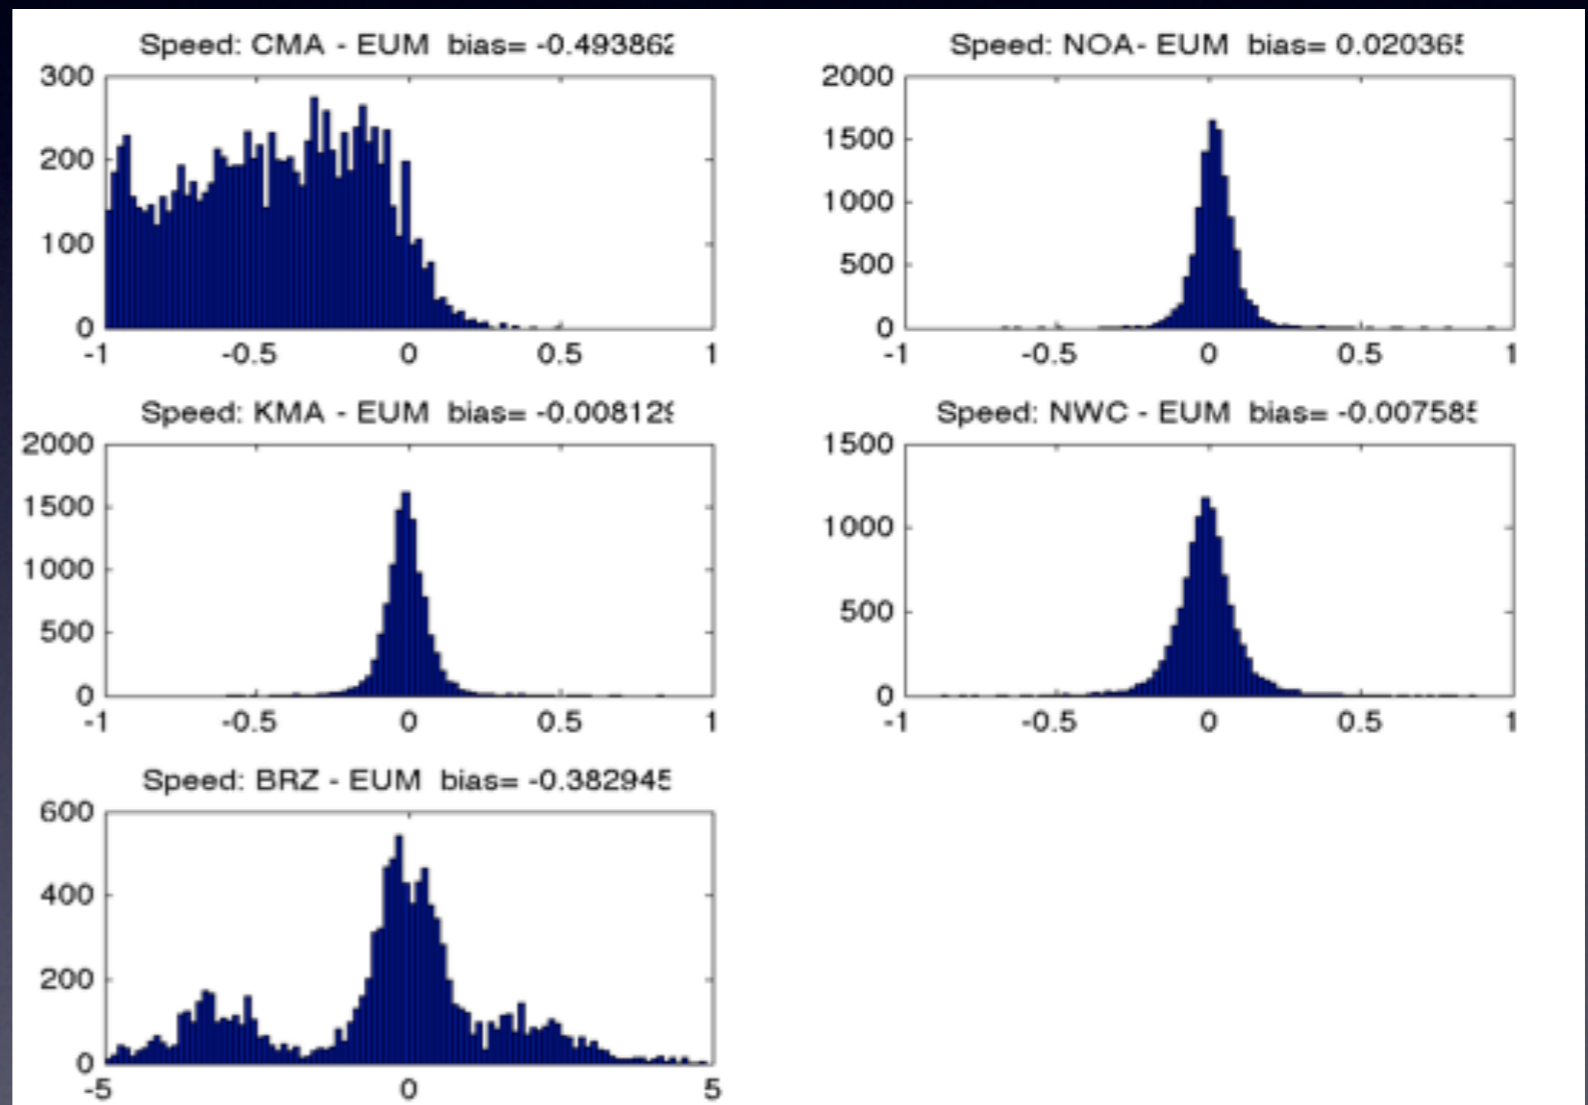 Speed: CMA - EUM bias= -0.493862
300
200
100
0
-1 -0.5 0 0.5 1
Speed: NOA- EUM bias= 0.020365
2000
1500
1000
500
0
-1 -0.5 0 0.5 1
Speed: KMA - EUM bias= -0.008129
2000
1500
1000
500
0
-1 -0.5 0 0.5 1
Speed: NWC - EUM bias= -0.007585
1500
1000
500
0
-1 -0.5 0 0.5 1
Speed: BRZ - EUM bias= -0.382945
600
400
200
0
-5 0 5